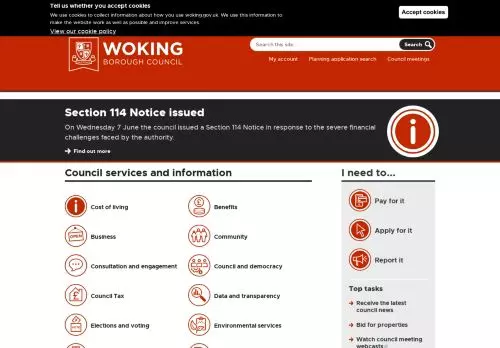 Tell us whether you accept cookies
We use cookies to collect information about how you use woking.gov.uk. We use this information to make the website work as well as possible and improve services.
View our cookie policy
Accept cookies
WOKING
BOROUGH COUNCIL
Search this site
Search
My account
Planning application search
Council meetings
Section 114 Notice issued
On Wednesday 7 June the council issued a Section 114 Notice in response to the severe financial
challenges faced by the authority.
Find out more
Council services and information
Cost of living
Benefits
Business
OPEN
Community
Consultation and engagement
Council and democracy
Council Tax
Data and transparency
Elections and voting
Environmental services
I need to...
Pay for it
Apply for it
Report it
Top tasks
Receive the latest
council news
Bid for properties
Watch council meeting
webcasts